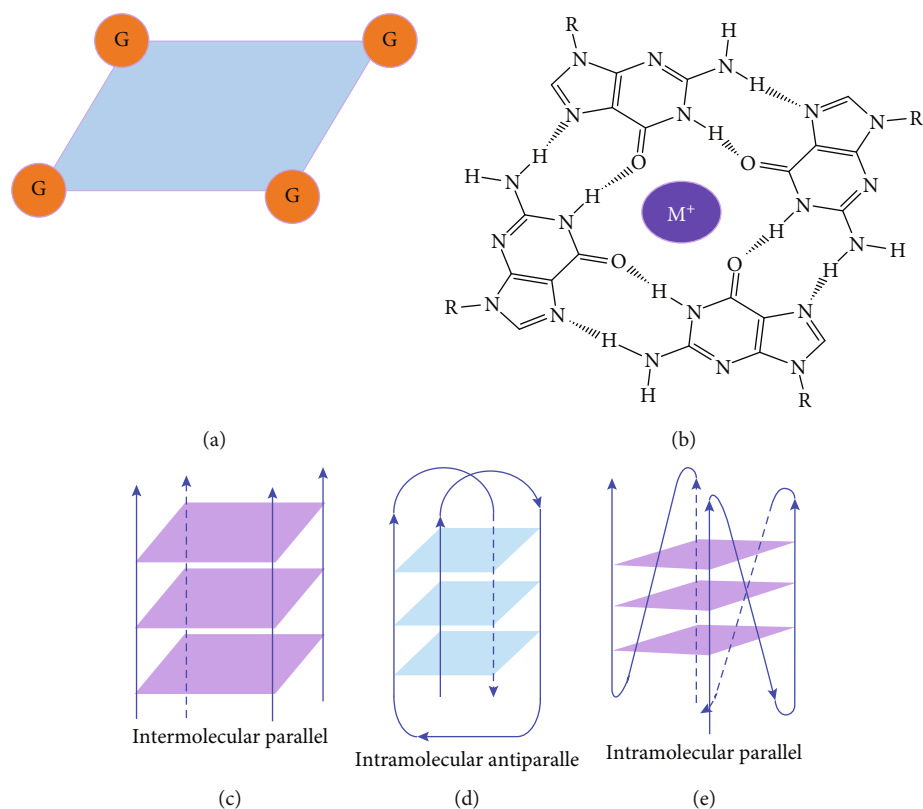 G
G
G
G
(a)
R
H
N
N
N
H
N
N
H
H
N
N
R
H
O
O
N
H
N
H
N
H
N
M⁺
N
N
H
N
O
O
H
H
H
R
N
N
H
N
N
H
N
N
N
H
R
(b)
Intermolecular parallel
(c)
Intramolecular antiparalle
(d)
Intramolecular parallel
(e)